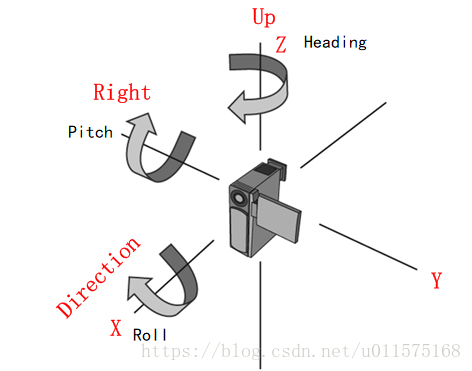 Up
Z
Heading
Right
Pitch
Direction
Y
X
Roll
https://blog.csdn.net/u011575168